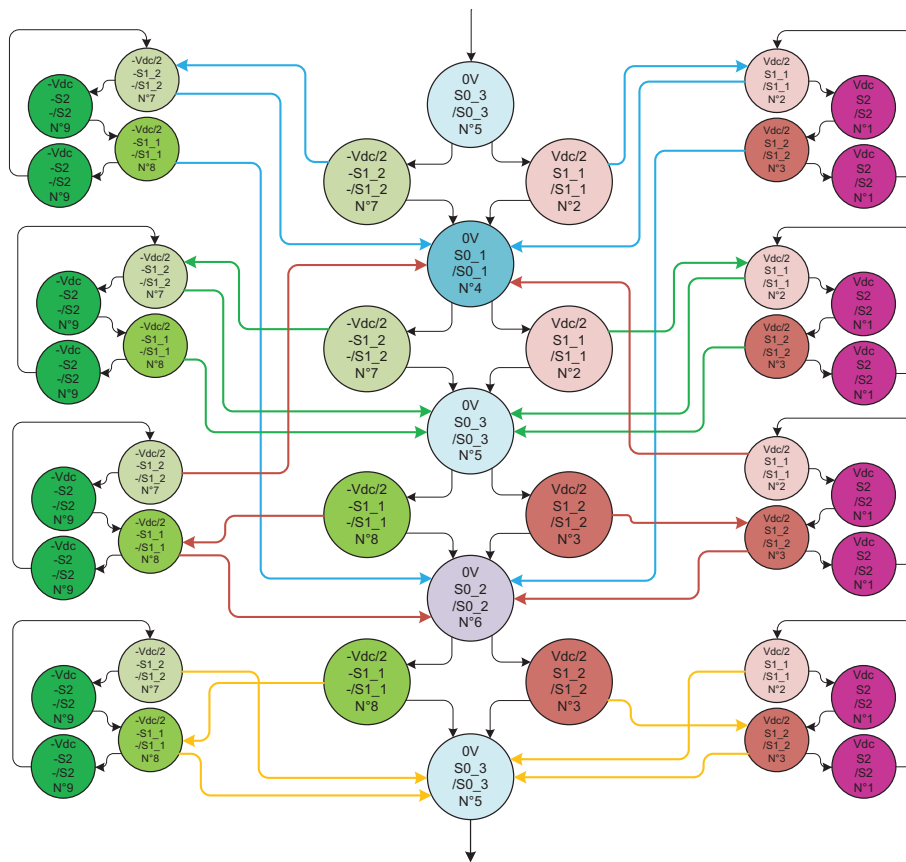 -Vdc/2
-S1_2
-/S1_2
N°7
-Vdc
-S2
-/S2
N°9
-Vdc/2
-S1_1
-/S1_1
N°8
-Vdc
-S2
-/S2
N°9
0V
S0_3
/S0_3
N°5
-Vdc/2
-S1_2
-/S1_2
N°7
Vdc/2
S1_1
/S1_1
N°2
Vdc/2
S1_1
/S1_1
N°2
Vdc
S2
/S2
N°1
Vdc/2
S1_2
/S1_2
N°3
Vdc
S2
/S2
N°1
0V
S0_1
/S0_1
N°4
-Vdc/2
-S1_2
-/S1_2
N°7
-Vdc
-S2
-/S2
N°9
-Vdc/2
-S1_1
-/S1_1
N°8
-Vdc
-S2
-/S2
N°9
-Vdc/2
-S1_2
-/S1_2
N°7
Vdc/2
S1_1
/S1_1
N°2
Vdc/2
S1_1
/S1_1
N°2
Vdc
S2
/S2
N°1
Vdc/2
S1_2
/S1_2
N°3
Vdc
S2
/S2
N°1
0V
S0_3
/S0_3
N°5
-Vdc/2
-S1_2
-/S1_2
N°7
-Vdc
-S2
-/S2
N°9
-Vdc/2
-S1_1
-/S1_1
N°8
-Vdc
-S2
-/S2
N°9
-Vdc/2
-S1_1
-/S1_1
N°8
Vdc/2
S1_2
/S1_2
N°3
Vdc/2
S1_1
/S1_1
N°2
Vdc
S2
/S2
N°1
Vdc/2
S1_2
/S1_2
N°3
Vdc
S2
/S2
N°1
0V
S0_2
/S0_2
N°6
-Vdc/2
-S1_2
-/S1_2
N°7
-Vdc
-S2
-/S2
N°9
-Vdc/2
-S1_1
-/S1_1
N°8
-Vdc
-S2
-/S2
N°9
-Vdc/2
-S1_1
-/S1_1
N°8
Vdc/2
S1_2
/S1_2
N°3
Vdc/2
S1_1
/S1_1
N°2
Vdc
S2
/S2
N°1
Vdc/2
S1_2
/S1_2
N°3
Vdc
S2
/S2
N°1
0V
S0_3
/S0_3
N°5